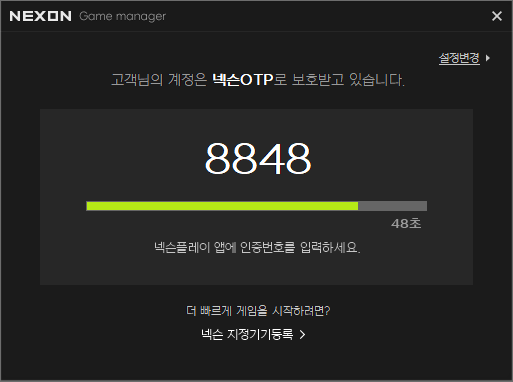 NEXON Game manager
설정변경
고객님의 계정은 넥슨OTP로 보호받고 있습니다.
8848
48초
넥슨플레이 앱에 인증번호를 입력하세요.
더 빠르게 게임을 시작하려면?
넥슨 지정기기등록 >